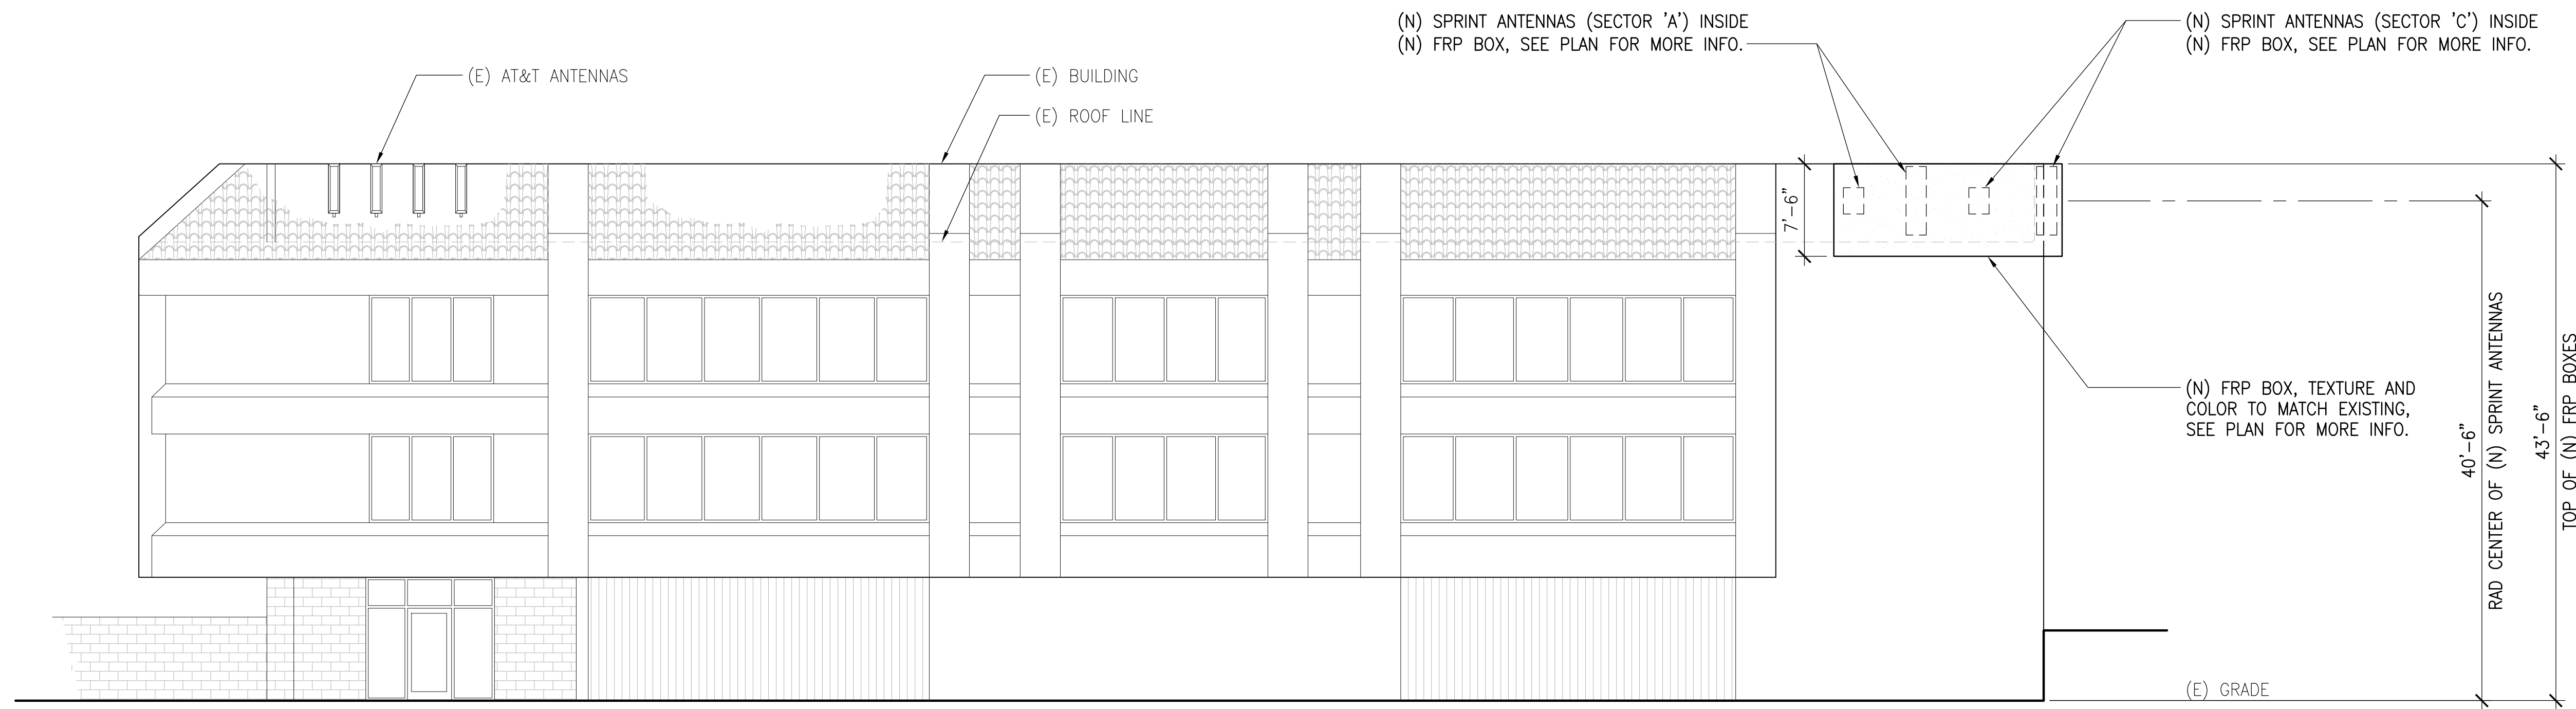 (N) SPRINT ANTENNAS (SECTOR 'A') INSIDE
(N) FRP BOX, SEE PLAN FOR MORE INFO.
(N) SPRINT ANTENNAS (SECTOR 'C') INSIDE
(N) FRP BOX, SEE PLAN FOR MORE INFO.
(E) AT&T ANTENNAS
(E) BUILDING
(E) ROOF LINE
7'-6"
(N) FRP BOX, TEXTURE AND
COLOR TO MATCH EXISTING,
SEE PLAN FOR MORE INFO.
40'-6"
RAD CENTER OF (N) SPRINT ANTENNAS
43'-6"
TOP OF (N) FRP BOXES
(E) GRADE